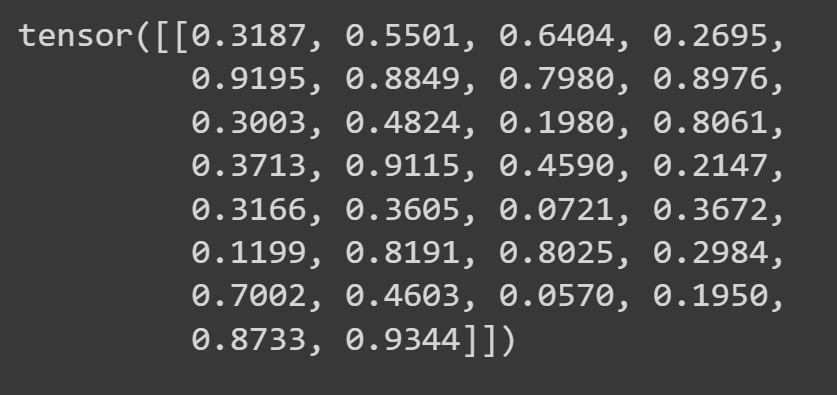 tensor([[0.3187, 0.5501, 0.6404, 0.2695,
0.9195, 0.8849, 0.7980, 0.8976,
0.3003, 0.4824, 0.1980, 0.8061,
0.3713, 0.9115, 0.4590, 0.2147,
0.3166, 0.3605, 0.0721, 0.3672,
0.1199, 0.8191, 0.8025, 0.2984,
0.7002, 0.4603, 0.0570, 0.1950,
0.8733, 0.9344]])